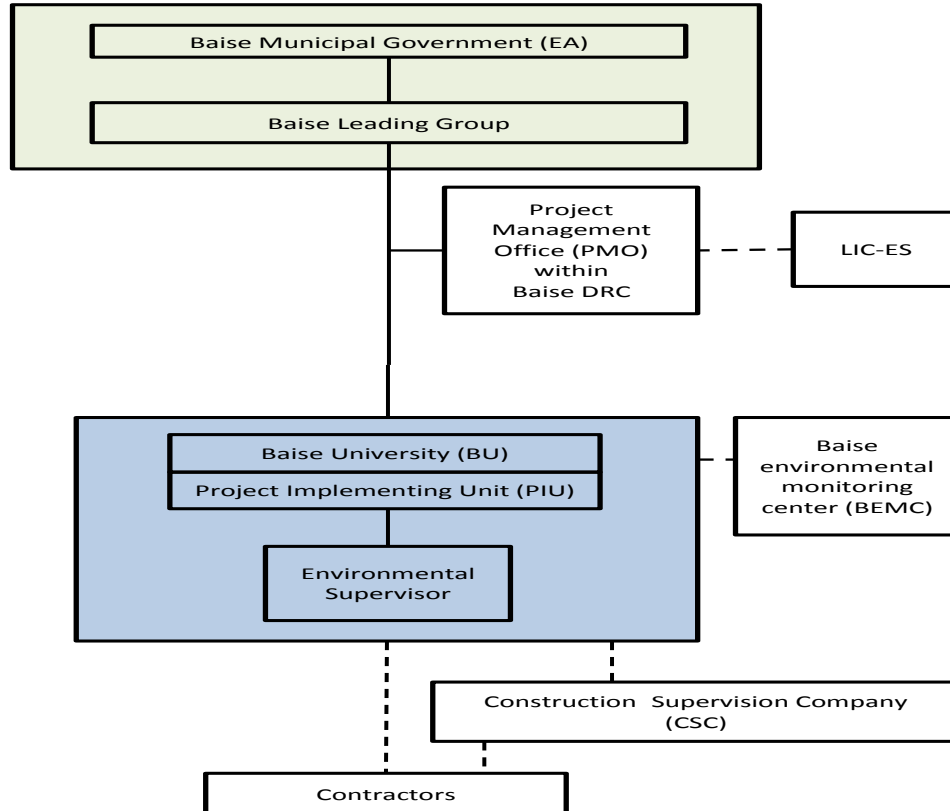 Baise Municipal Government (EA)
Baise Leading Group
Project
Management
Office (PMO)
within
Baise DRC
LIC-ES
Baise University (BU)
Project Implementing Unit (PIU)
Environmental
Supervisor
Baise
environmental
monitoring
center (BEMC)
Construction Supervision Company
(CSC)
Contractors